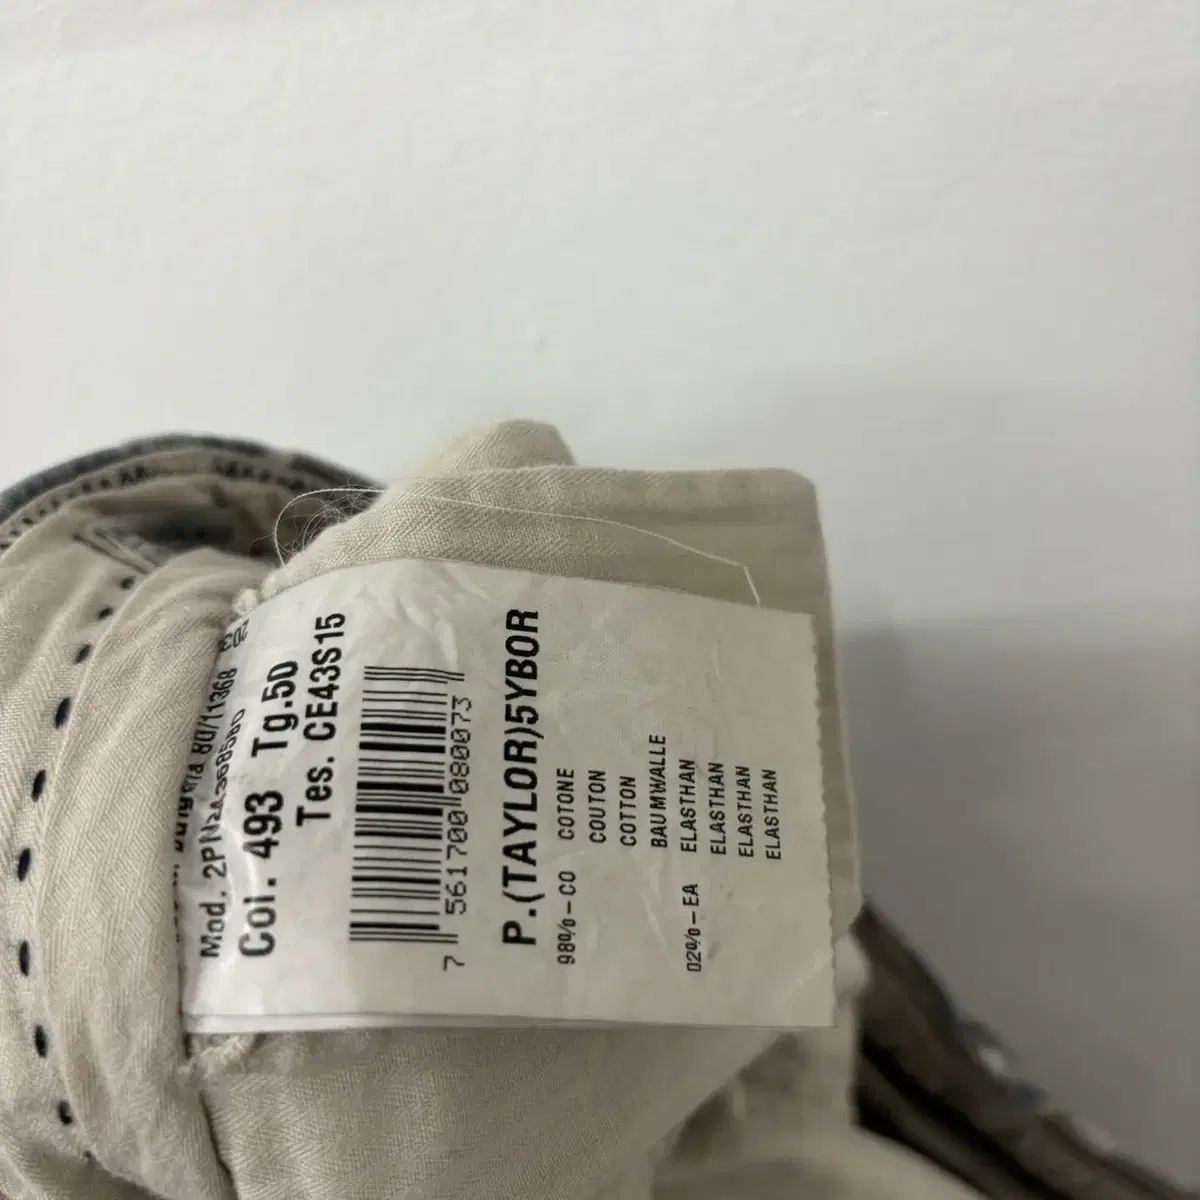 Mod. 2PN2A3685BD
Col. 493 Tg.50
Tes. CE43S15
7 561700 080073
P.(TAYLOR)5YBOR
98%-CO COTONE
COUTON
COTTON
BAUMWALLE
02%-EA ELASTHAN
ELASTHAN
ELASTHAN
ELASTHAN